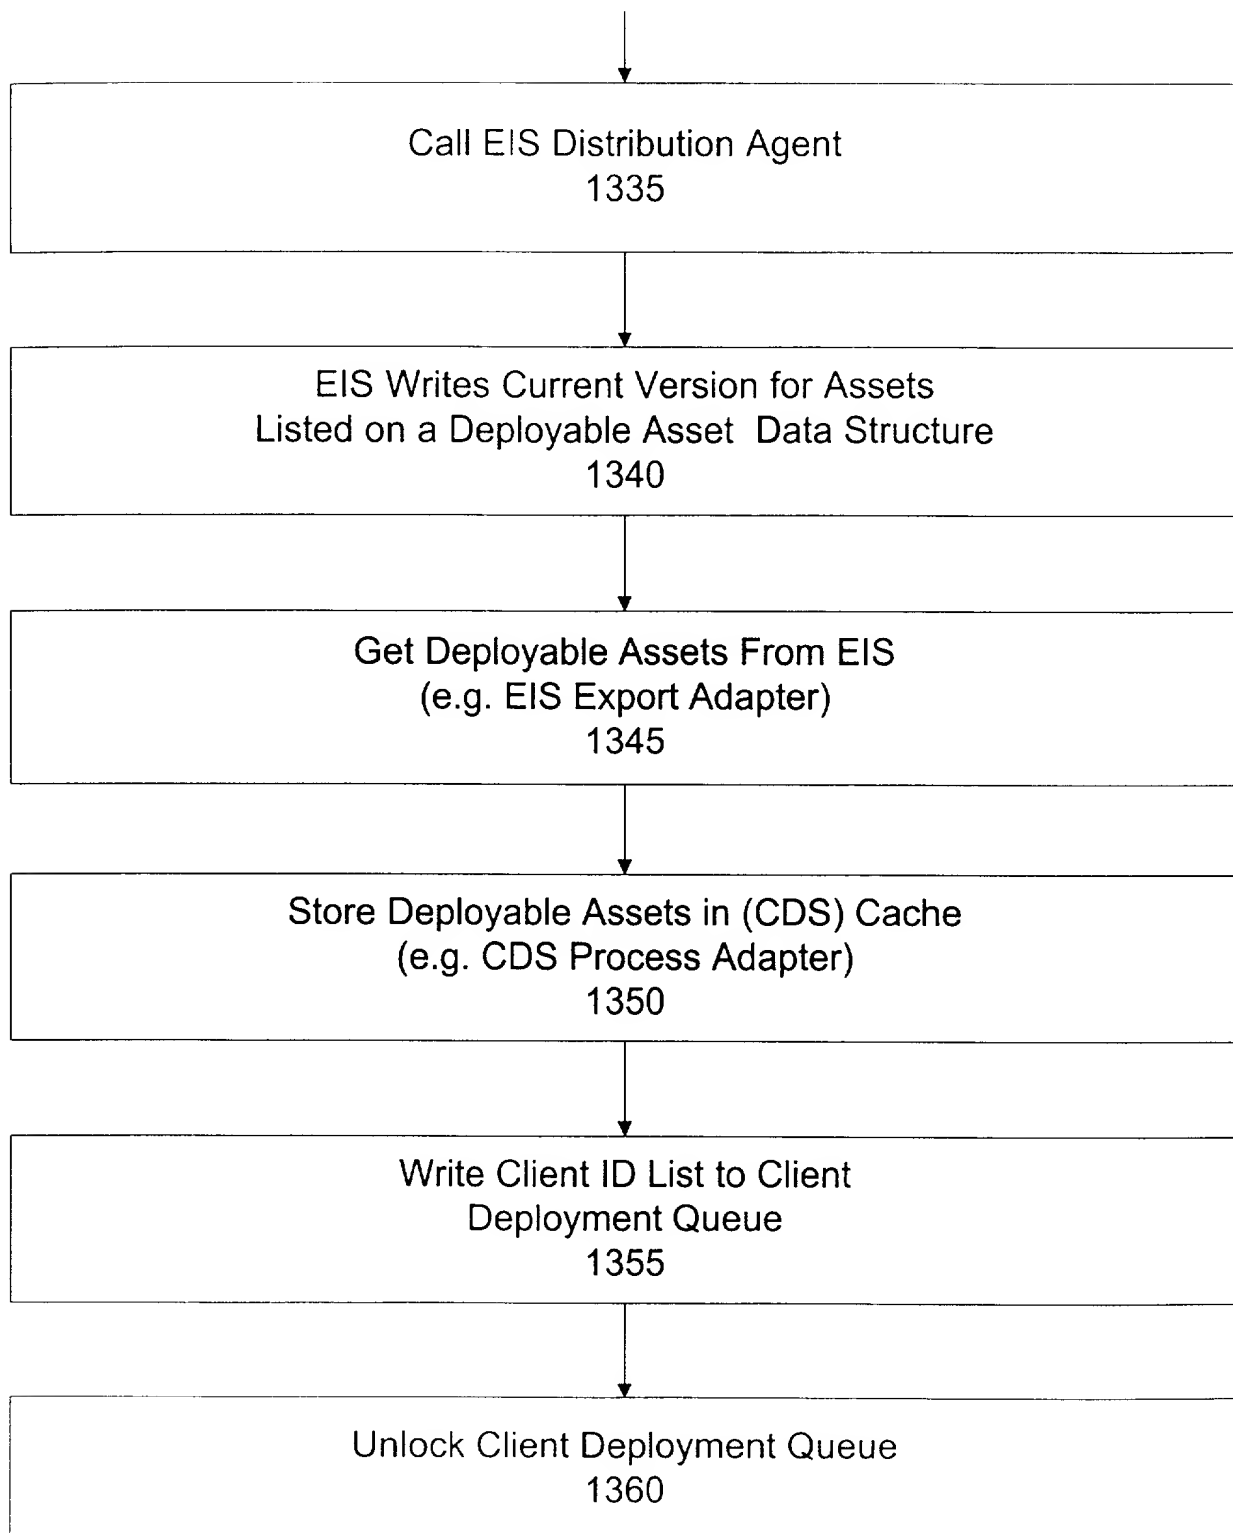 Call EIS Distribution Agent
1335
EIS Writes Current Version for Assets
Listed on a Deployable Asset Data Structure
1340
Get Deployable Assets From EIS
(e.g. EIS Export Adapter)
1345
Store Deployable Assets in (CDS) Cache
(e.g. CDS Process Adapter)
1350
Write Client ID List to Client
Deployment Queue
1355
Unlock Client Deployment Queue
1360